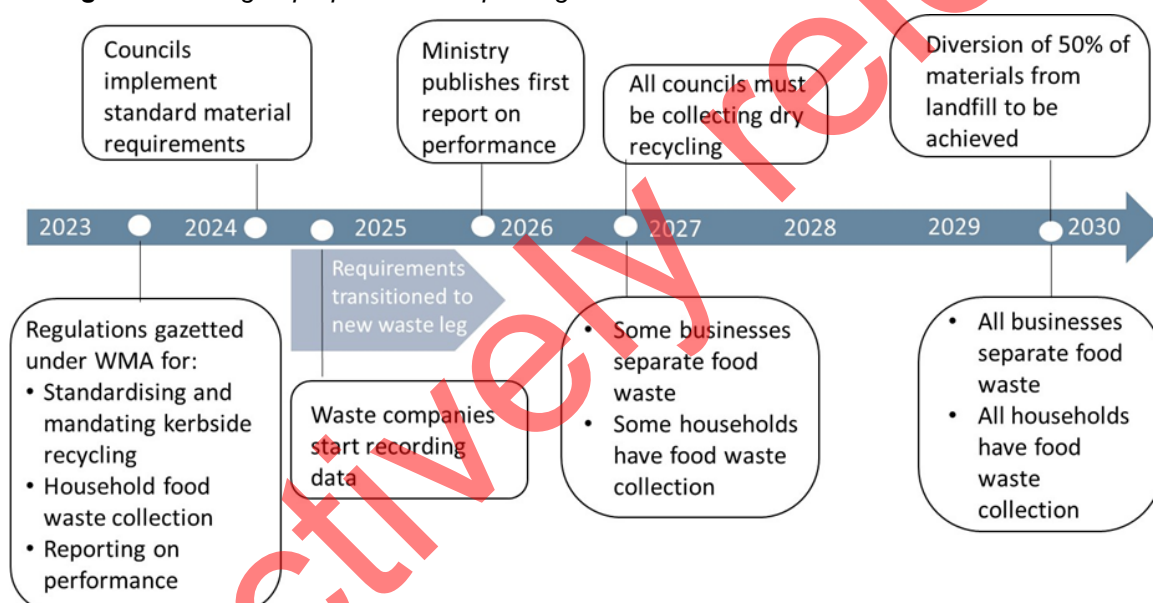 Councils
implement
standard material
requirements
Ministry
publishes first
report on
performance
All councils must
be collecting dry
recycling
Diversion of 50% of
materials from
landfill to be
achieved
2023 2024 2025 2026 2027 2028 2029 2030
Requirements
transitioned to
new waste leg
Regulations gazetted
under WMA for:
• Standardising and
mandating kerbside
recycling
• Household food
waste collection
• Reporting on
performance
Waste companies
start recording
data
• Some businesses
separate food
waste
• Some households
have food waste
collection
• All businesses
separate food
waste
• All households
have food
waste
collection
ctively rele